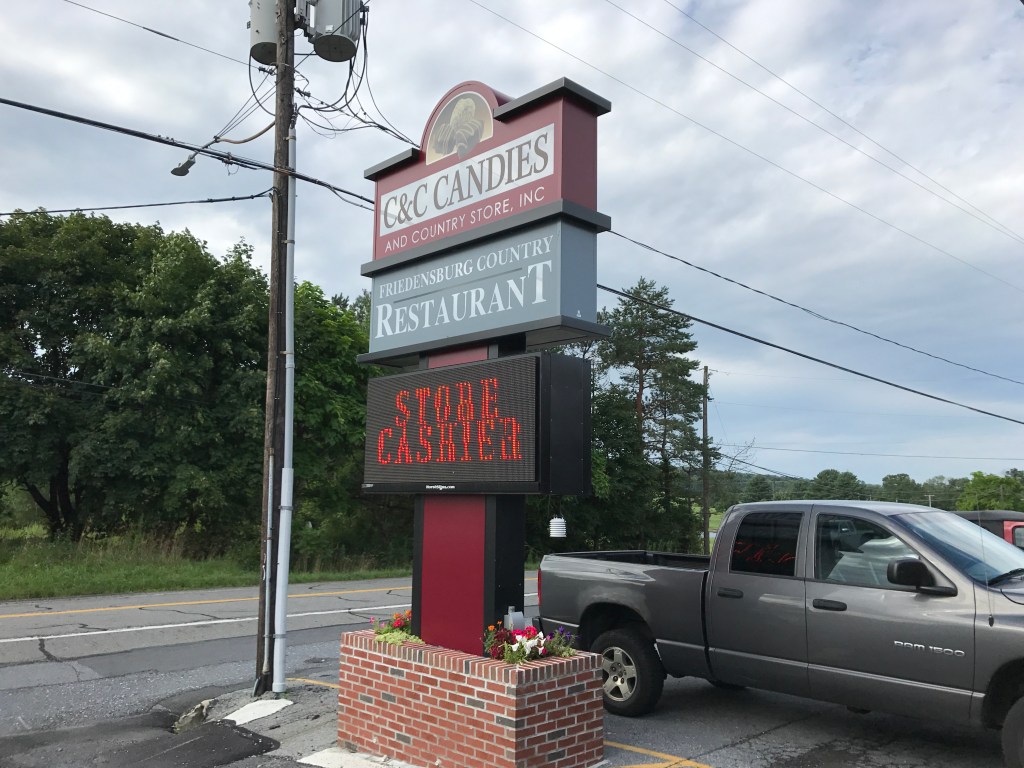 C&C CANDIES
AND COUNTRY STORE, INC
FRIEDENSBURG COUNTRY
RESTAURANT
STORE
CASHIER
RAM 1500